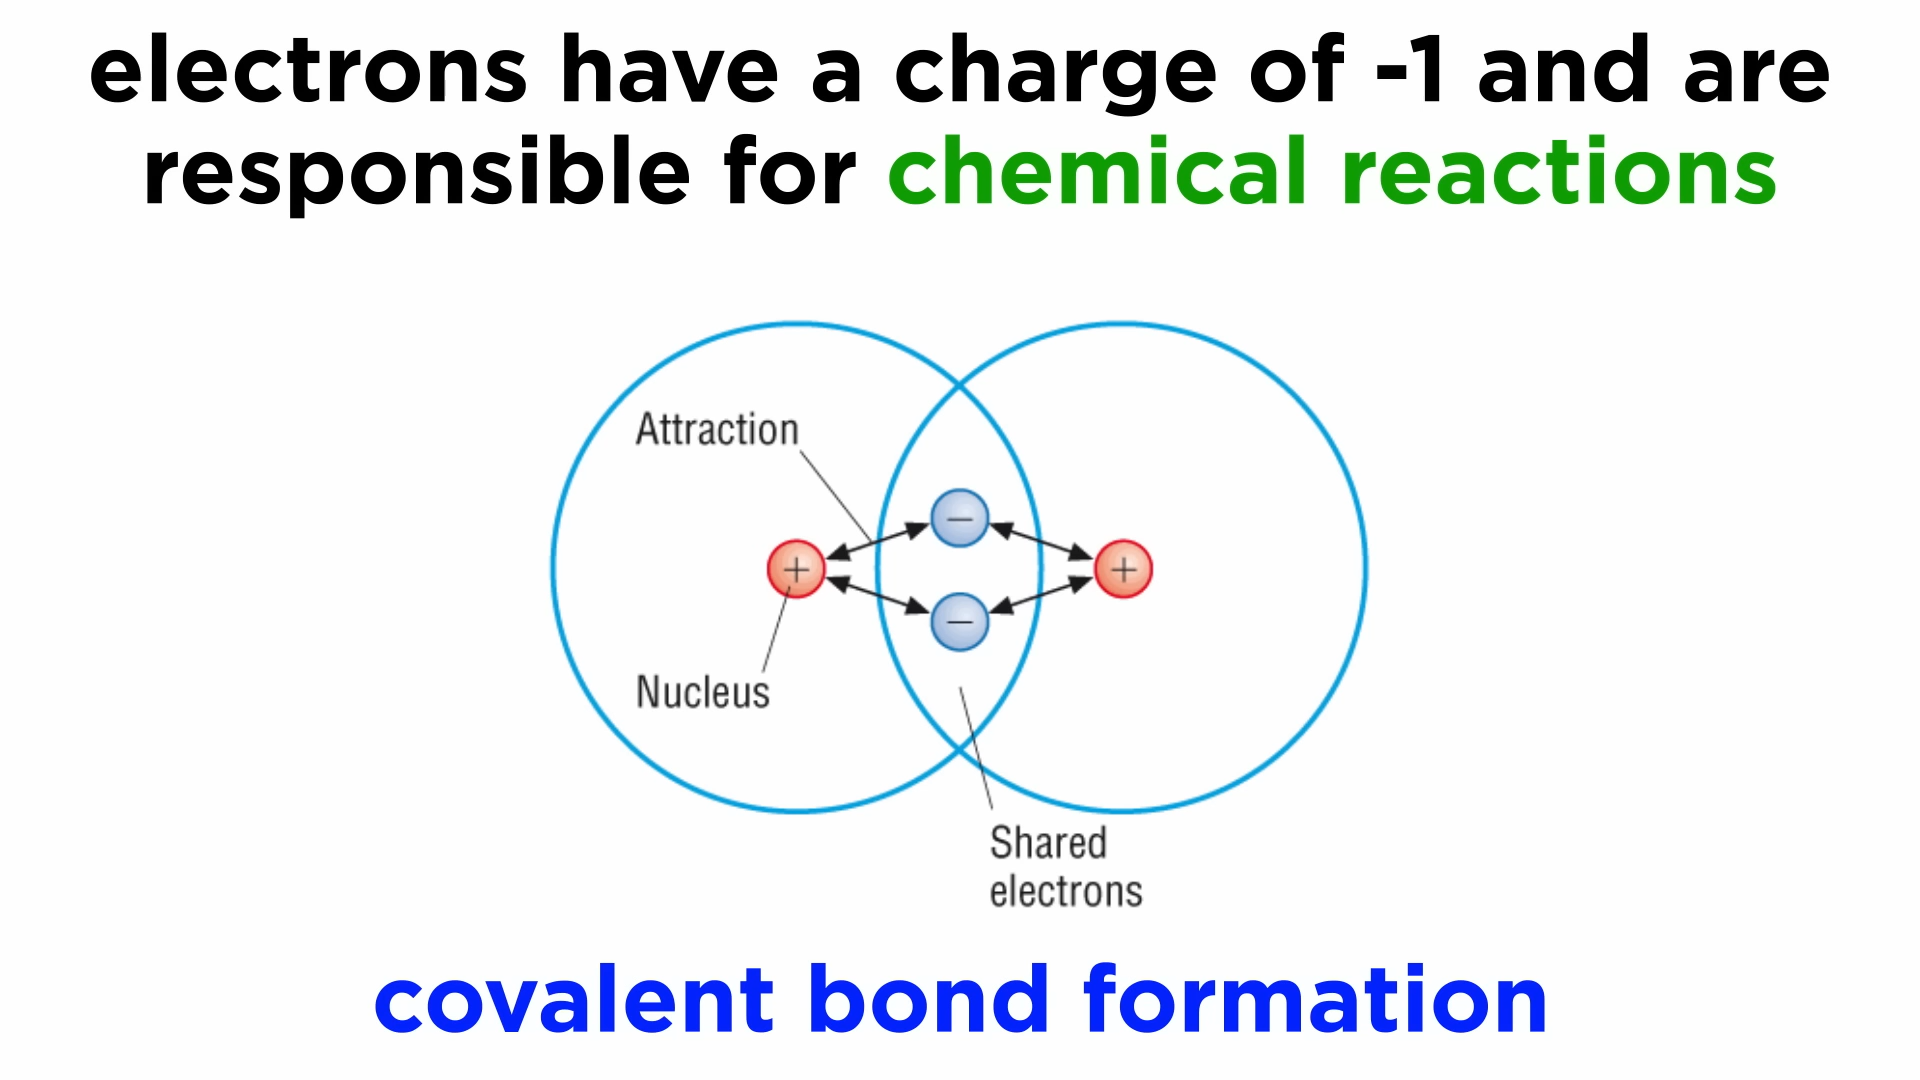 electrons have a charge of -1 and are
responsible for chemical reactions
Attraction
−
+
+
−
Nucleus
Shared
electrons
covalent bond formation